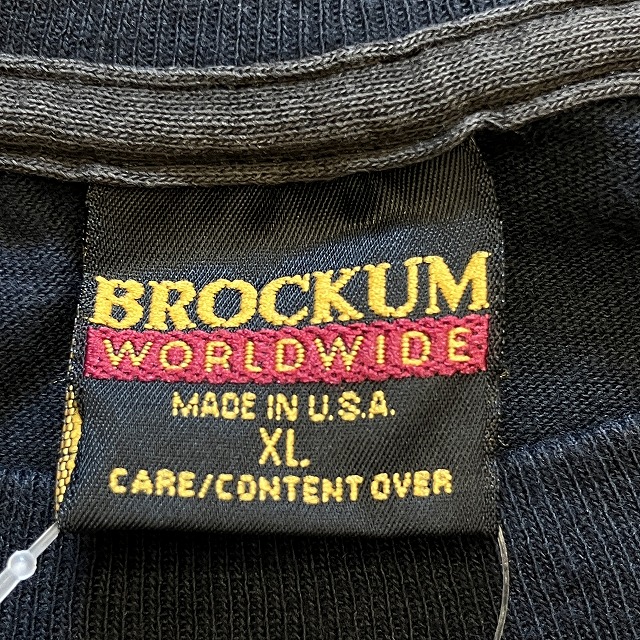 BROCKUM
WORLDWIDE
MADE IN U.S.A.
XL
CARE/CONTENT OVER